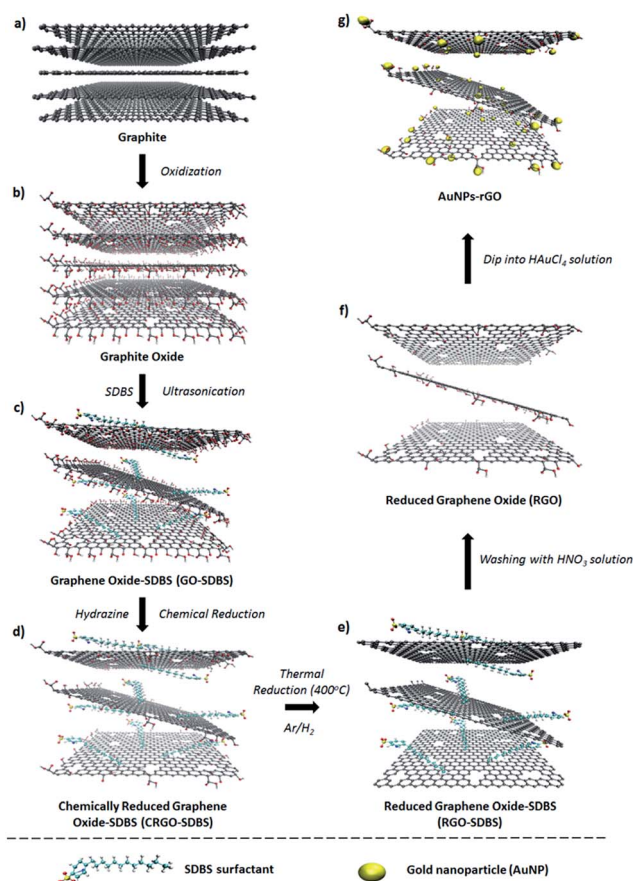 a)
Graphite
Oxidization
b)
Graphite Oxide
SDBS Ultrasonication
c)
Graphene Oxide-SDBS (GO-SDBS)
Hydrazine Chemical Reduction
d)
Chemically Reduced Graphene
Oxide-SDBS (CRGO-SDBS)
Thermal
Reduction (400°C)
Ar/H₂
e)
Reduced Graphene Oxide-SDBS
(RGO-SDBS)
Washing with HNO₃ solution
f)
Reduced Graphene Oxide (RGO)
Dip into HAuCl₄ solution
g)
AuNPs-rGO
SDBS surfactant
Gold nanoparticle (AuNP)